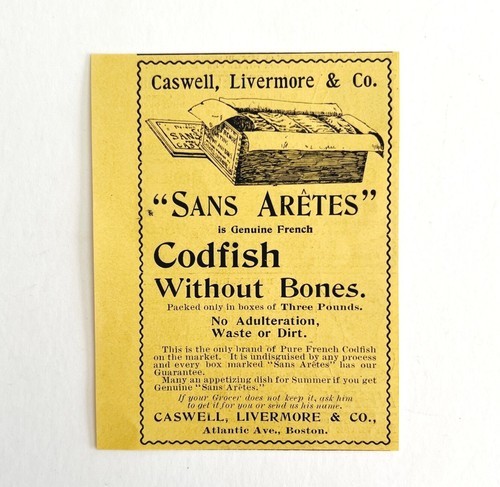 Caswell, Livermore & Co.
SANS
"SANS ARÊTES"
is Genuine French
Codfish
Without Bones.
Packed only in boxes of Three Pounds.
No Adulteration,
Waste or Dirt.
This is the only brand of Pure French Codfish
on the market. It is undisguised by any process
and every box marked "Sans Arêtes" has our
Guarantee.
Many an appetizing dish for Summer if you get
Genuine "Sans Arêtes."
If your Grocer does not keep it, ask him
to get it for you or send us his name.
CASWELL, LIVERMORE & CO.,
Atlantic Ave., Boston.